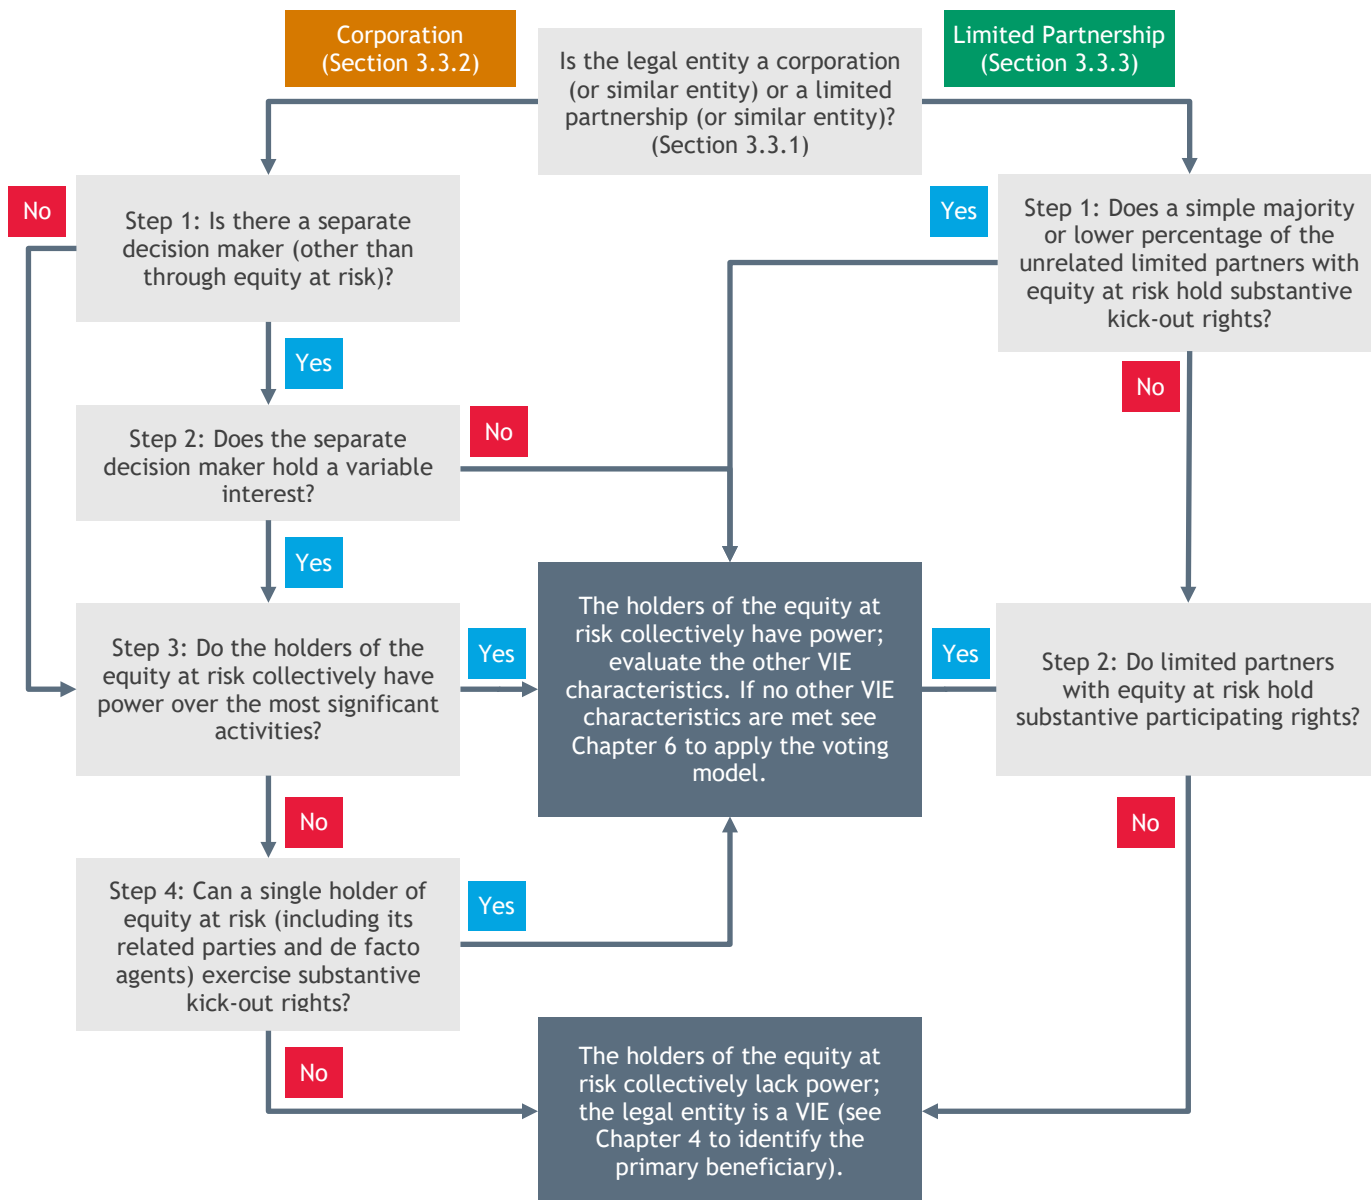 Corporation
(Section 3.3.2)
Is the legal entity a corporation
(or similar entity) or a limited
partnership (or similar entity)?
(Section 3.3.1)
Limited Partnership
(Section 3.3.3)
No
Step 1: Is there a separate
decision maker (other than
through equity at risk)?
Yes
Step 1: Does a simple majority
or lower percentage of the
unrelated limited partners with
equity at risk hold substantive
kick-out rights?
Yes
No
Step 2: Does the separate
decision maker hold a variable
interest?
No
Yes
Step 3: Do the holders of the
equity at risk collectively have
power over the most significant
activities?
Yes
The holders of the equity at
risk collectively have power;
evaluate the other VIE
characteristics. If no other VIE
characteristics are met see
Chapter 6 to apply the voting
model.
Yes
Step 2: Do limited partners
with equity at risk hold
substantive participating rights?
No
No
Step 4: Can a single holder of
equity at risk (including its
related parties and de facto
agents) exercise substantive
kick-out rights?
Yes
No
The holders of the equity at
risk collectively lack power;
the legal entity is a VIE (see
Chapter 4 to identify the
primary beneficiary).